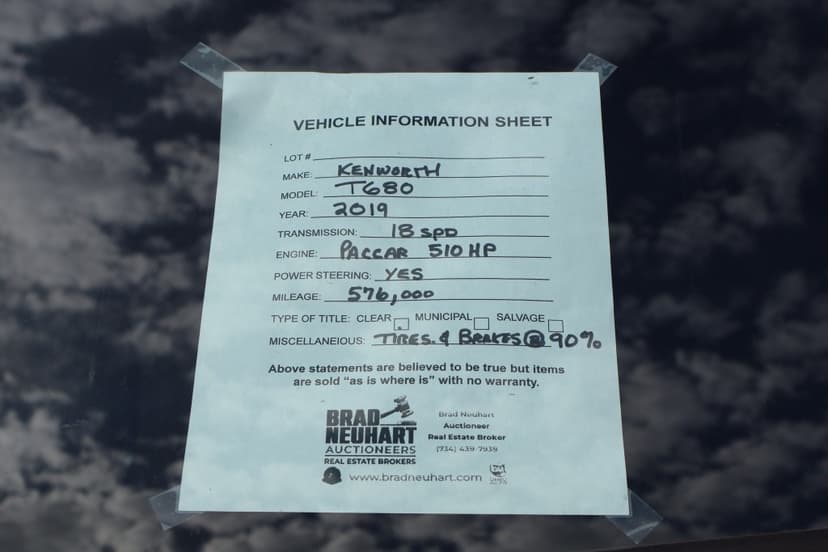 VEHICLE INFORMATION SHEET
LOT #
MAKE: KENWORTH
MODEL: T680
YEAR: 2019
TRANSMISSION: 18 SPD
ENGINE: PACCAR 510 HP
POWER STEERING: YES
MILEAGE: 576,000
TYPE OF TITLE: CLEAR MUNICIPAL SALVAGE
MISCELLANEOUS: TIRES & BRAKES @ 90%
Above statements are believed to be true but items
are sold "as is where is" with no warranty.
BRAD
NEUHART
AUCTIONEERS
REAL ESTATE BROKERS
Brad Neuhart
Auctioneer
Real Estate Broker
(734) 439-7939
www.bradneuhart.com